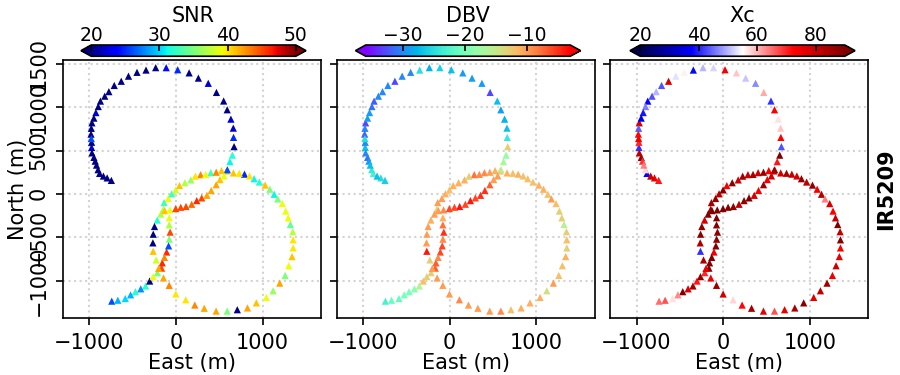 SNR DBV Xc
20 30 40 50 −30 −20 −10 20 40 60 80
North (m)
1500
1000
500
0
−500
−1000
−1000 0 1000 −1000 0 1000 −1000 0 1000
East (m) East (m) East (m)
IR5209